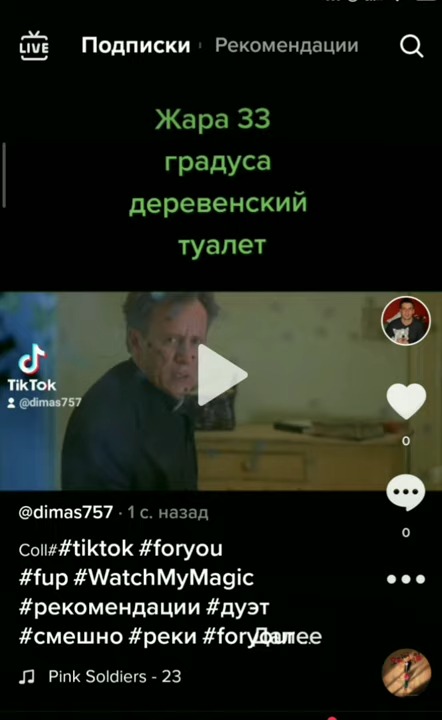 LIVE
Подписки Рекомендации
Жара 33
градуса
деревенский
туалет
TikTok
@dimas757
0
0
@dimas757 · 1 с. назад
Coll##tiktok #foryou
#fup #WatchMyMagic
#рекомендации #дуэт
#смешно #реки Далее
Pink Soldiers - 23